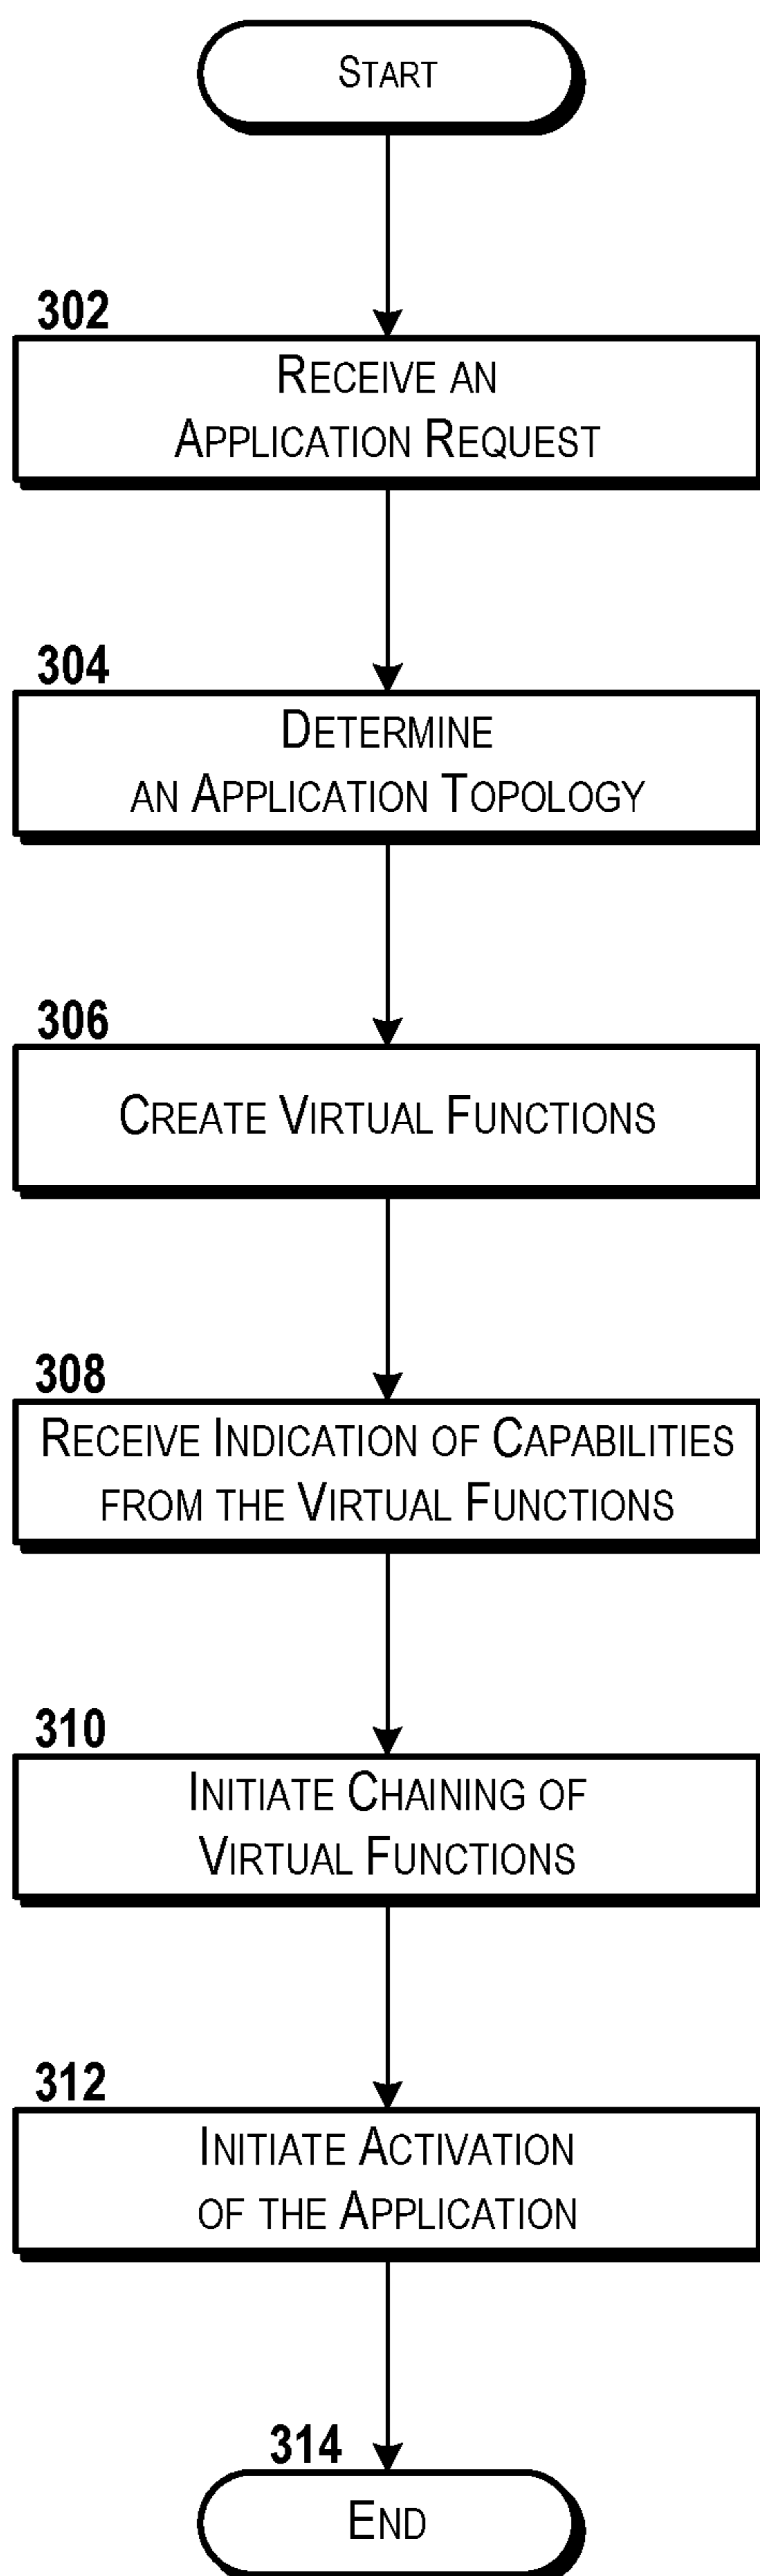 START
302
RECEIVE AN
APPLICATION REQUEST
304
DETERMINE
AN APPLICATION TOPOLOGY
306
CREATE VIRTUAL FUNCTIONS
308
RECEIVE INDICATION OF CAPABILITIES
FROM THE VIRTUAL FUNCTIONS
310
INITIATE CHAINING OF
VIRTUAL FUNCTIONS
312
INITIATE ACTIVATION
OF THE APPLICATION
314
END